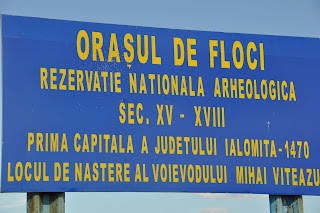 ORAȘUL DE FLOCI
REZERVATIE NATIONALA ARHEOLOGICA
SEC. XV - XVIII
PRIMA CAPITALA A JUDETULUI IALOMITA-1470
LOCUL DE NASTERE AL VOIEVODULUI MIHAI VITEAZU